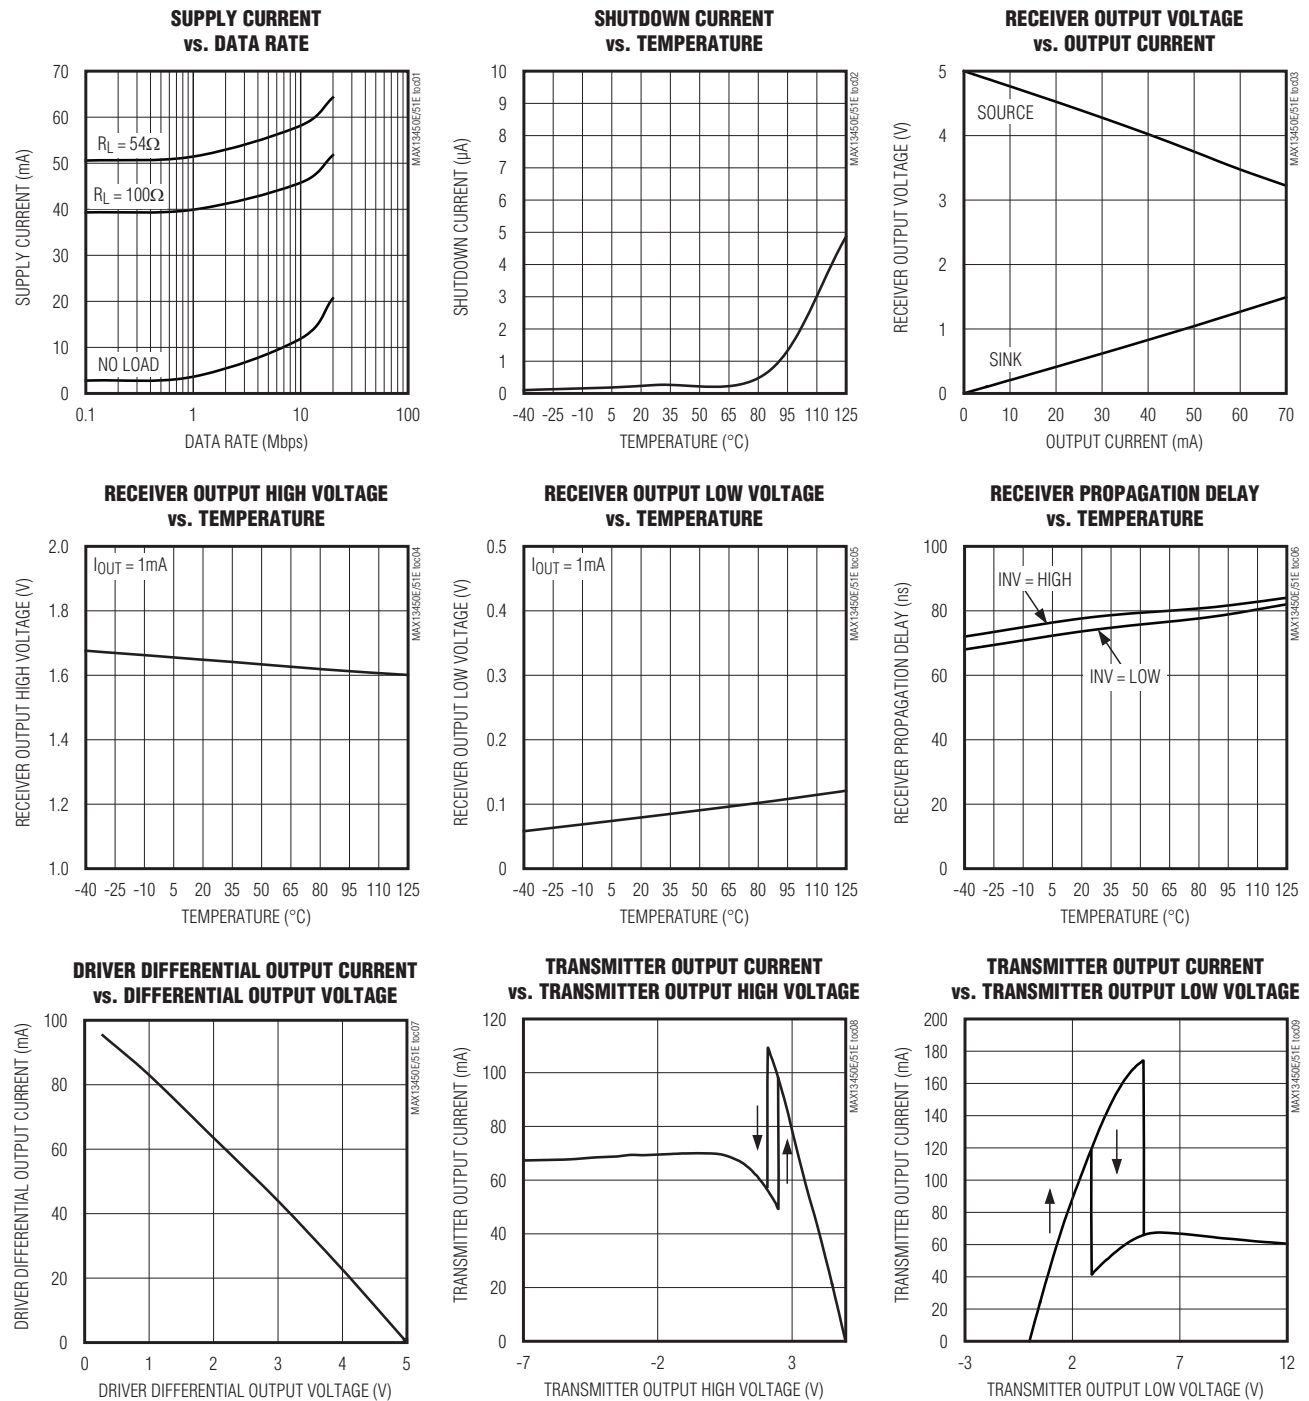 SUPPLY CURRENT
vs. DATA RATE
70
60
50
40
30
20
10
0
SUPPLY CURRENT (mA)
RL = 54Ω
RL = 100Ω
NO LOAD
0.1 1 10 100
DATA RATE (Mbps)
MAX13450E/51E toc01
SHUTDOWN CURRENT
vs. TEMPERATURE
10
9
8
7
6
5
4
3
2
1
0
SHUTDOWN CURRENT (µA)
-40 -25 -10 5 20 35 50 65 80 95 110 125
TEMPERATURE (°C)
MAX13450E/51E toc02
RECEIVER OUTPUT VOLTAGE
vs. OUTPUT CURRENT
5
4
3
2
1
0
RECEIVER OUTPUT VOLTAGE (V)
SOURCE
SINK
0 10 20 30 40 50 60 70
OUTPUT CURRENT (mA)
MAX13450E/51E toc03
RECEIVER OUTPUT HIGH VOLTAGE
vs. TEMPERATURE
2.0
1.8
1.6
1.4
1.2
1.0
RECEIVER OUTPUT HIGH VOLTAGE (V)
IOUT = 1mA
-40 -25 -10 5 20 35 50 65 80 95 110 125
TEMPERATURE (°C)
MAX13450E/51E toc04
RECEIVER OUTPUT LOW VOLTAGE
vs. TEMPERATURE
0.5
0.4
0.3
0.2
0.1
0
RECEIVER OUTPUT LOW VOLTAGE (V)
IOUT = 1mA
-40 -25 -10 5 20 35 50 65 80 95 110 125
TEMPERATURE (°C)
MAX13450E/51E toc05
RECEIVER PROPAGATION DELAY
vs. TEMPERATURE
100
80
60
40
20
0
RECEIVER PROPAGATION DELAY (ns)
INV = HIGH
INV = LOW
-40 -25 -10 5 20 35 50 65 80 95 110 125
TEMPERATURE (°C)
MAX13450E/51E toc06
DRIVER DIFFERENTIAL OUTPUT CURRENT
vs. DIFFERENTIAL OUTPUT VOLTAGE
100
80
60
40
20
0
DRIVER DIFFERENTIAL OUTPUT CURRENT (mA)
0 1 2 3 4 5
DRIVER DIFFERENTIAL OUTPUT VOLTAGE (V)
MAX13450E/51E toc07
TRANSMITTER OUTPUT CURRENT
vs. TRANSMITTER OUTPUT HIGH VOLTAGE
120
100
80
60
40
20
0
TRANSMITTER OUTPUT CURRENT (mA)
-7 -2 3
TRANSMITTER OUTPUT HIGH VOLTAGE (V)
MAX13450E/51E toc08
TRANSMITTER OUTPUT CURRENT
vs. TRANSMITTER OUTPUT LOW VOLTAGE
200
180
160
140
120
100
80
60
40
20
0
TRANSMITTER OUTPUT CURRENT (mA)
-3 2 7 12
TRANSMITTER OUTPUT LOW VOLTAGE (V)
MAX13450E/51E toc09